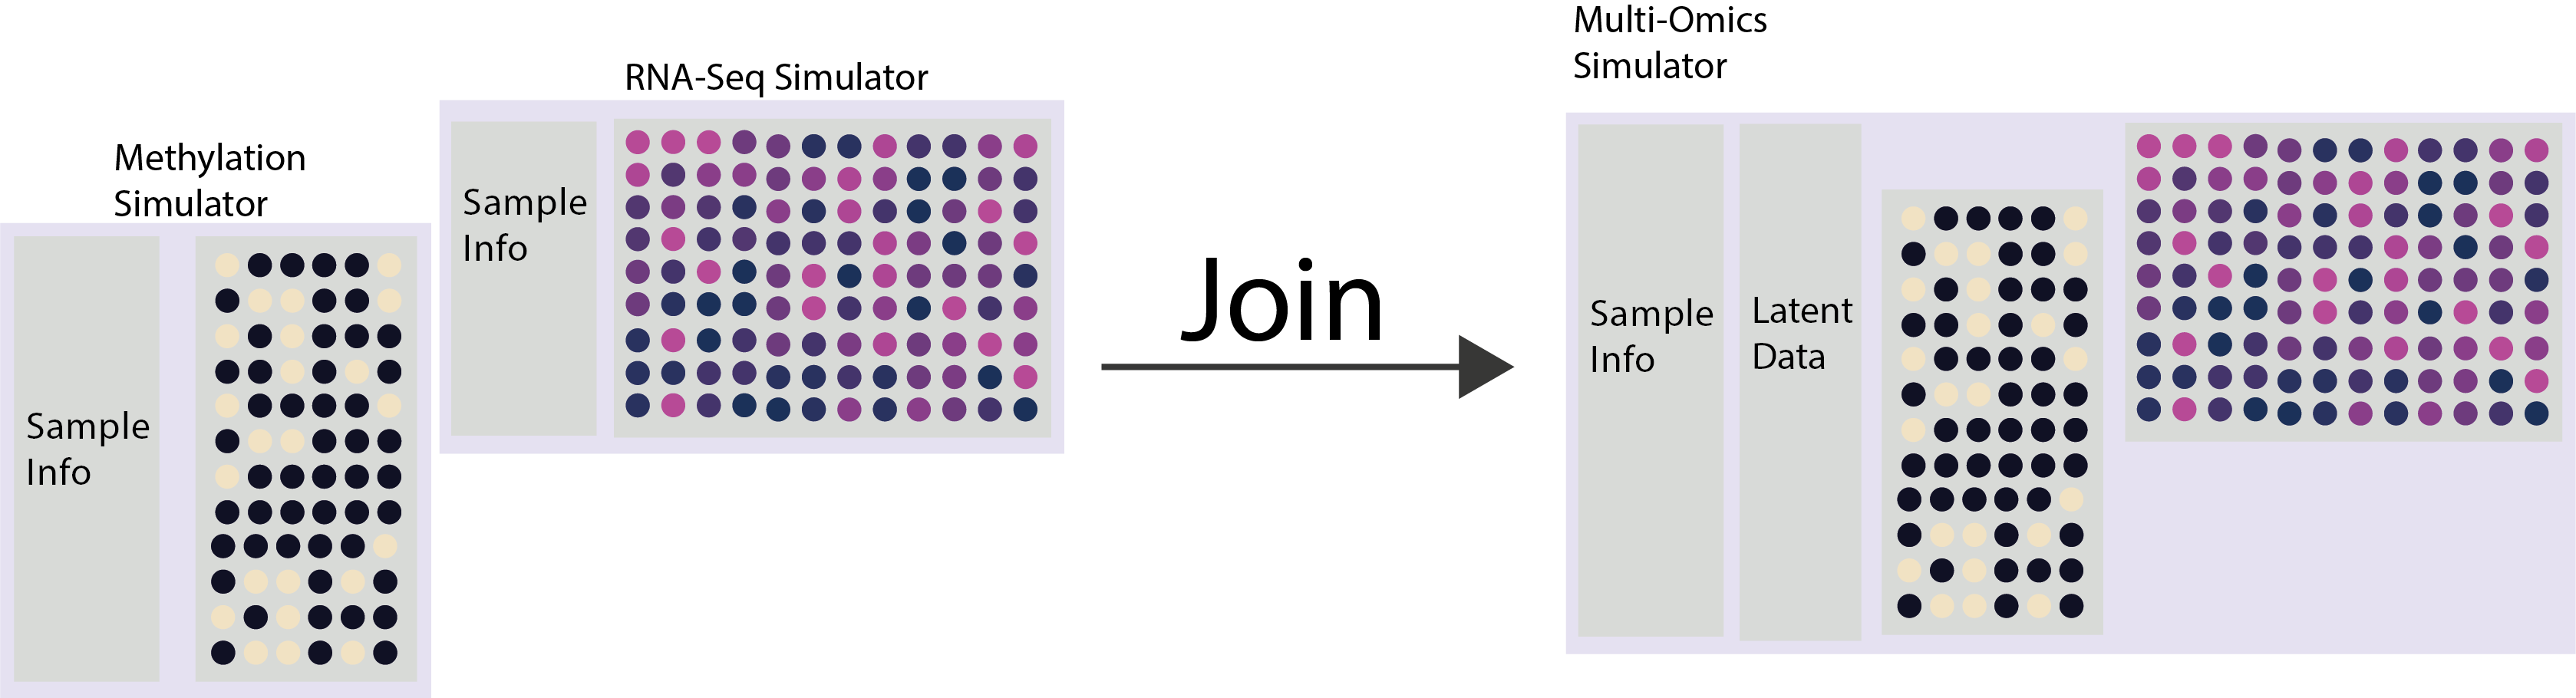 Methylation
Simulator
Sample
Info
RNA-Seq Simulator
Sample
Info
Join
Multi-Omics
Simulator
Sample
Info
Latent
Data